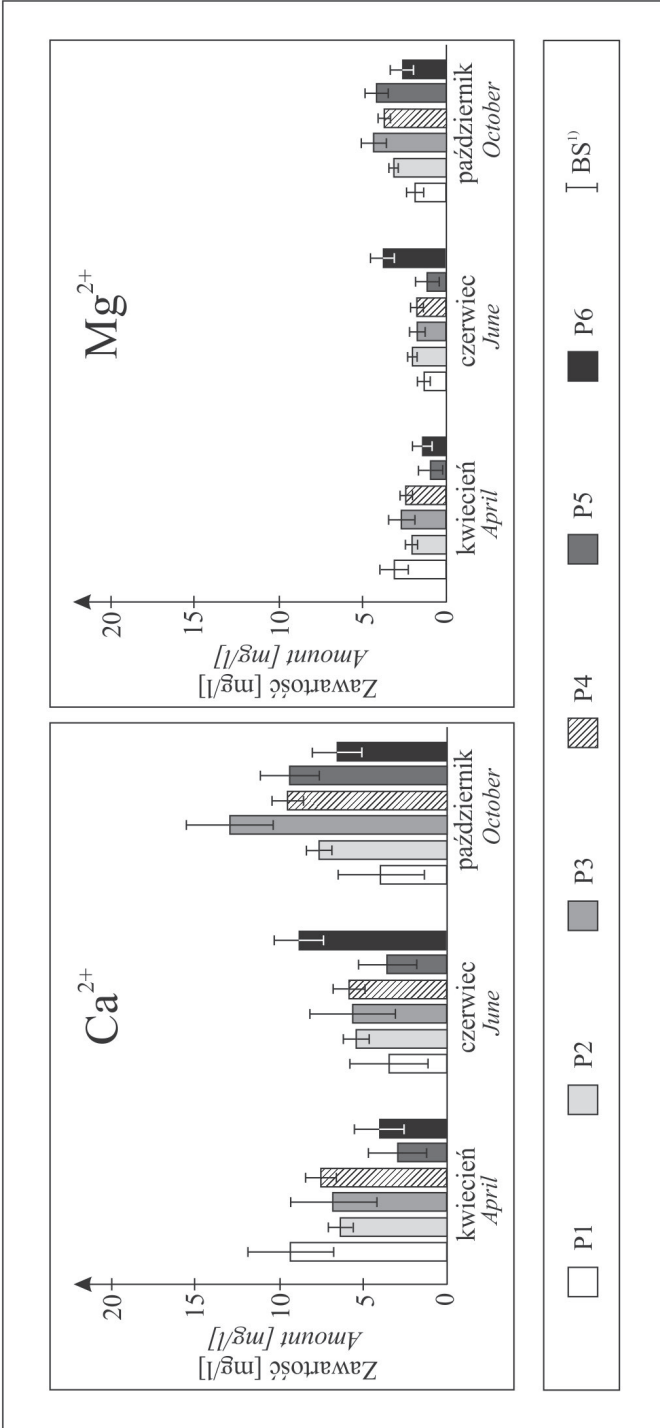 Ca2+
Zawartość [mg/l]
Amount [mg/l]
20
15
10
5
0
kwiecień
April
czerwiec
June
październik
October
Mg2+
Zawartość [mg/l]
Amount [mg/l]
20
15
10
5
0
kwiecień
April
czerwiec
June
październik
October
P1 P2 P3 P4 P5 P6 BS1)